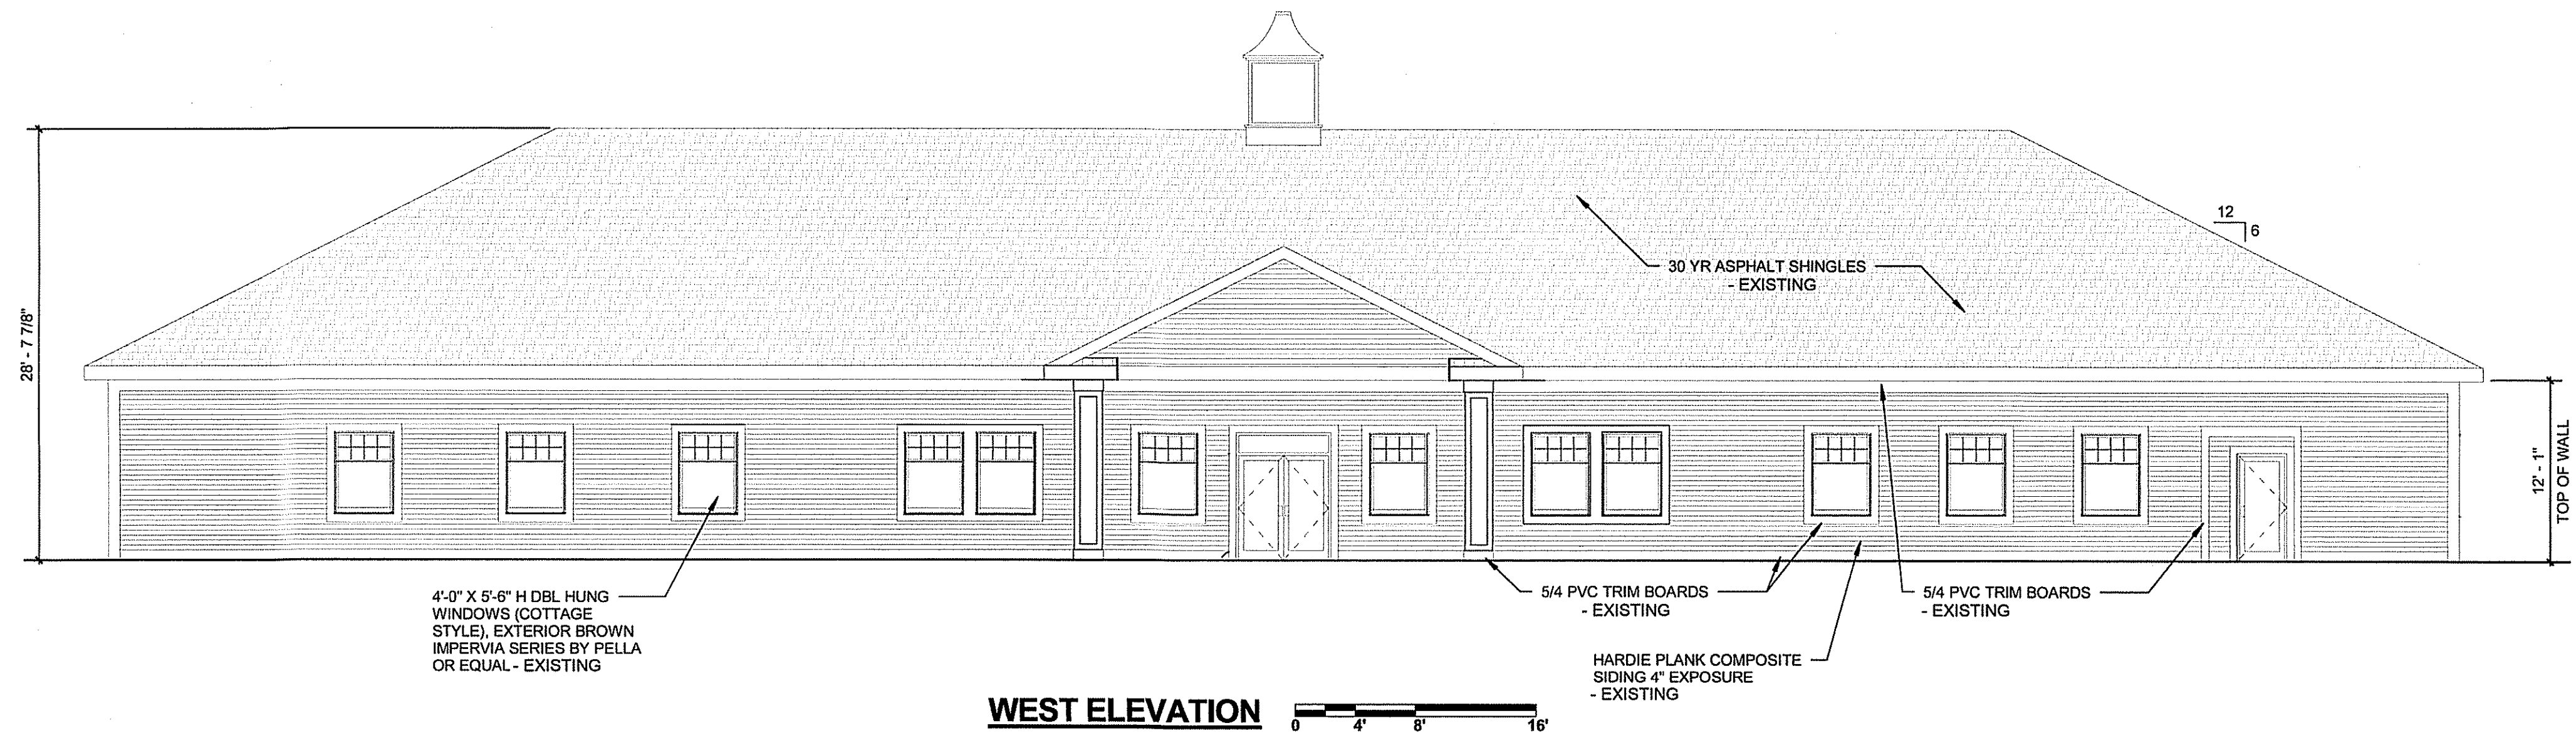 12
6
30 YR ASPHALT SHINGLES
- EXISTING
28' - 7 7/8"
12' - 1"
TOP OF WALL
4'-0" X 5'-6" H DBL HUNG
WINDOWS (COTTAGE
STYLE), EXTERIOR BROWN
IMPERVIA SERIES BY PELLA
OR EQUAL - EXISTING
5/4 PVC TRIM BOARDS
- EXISTING
5/4 PVC TRIM BOARDS
- EXISTING
HARDIE PLANK COMPOSITE
SIDING 4" EXPOSURE
- EXISTING
WEST ELEVATION
0 4' 8' 16'